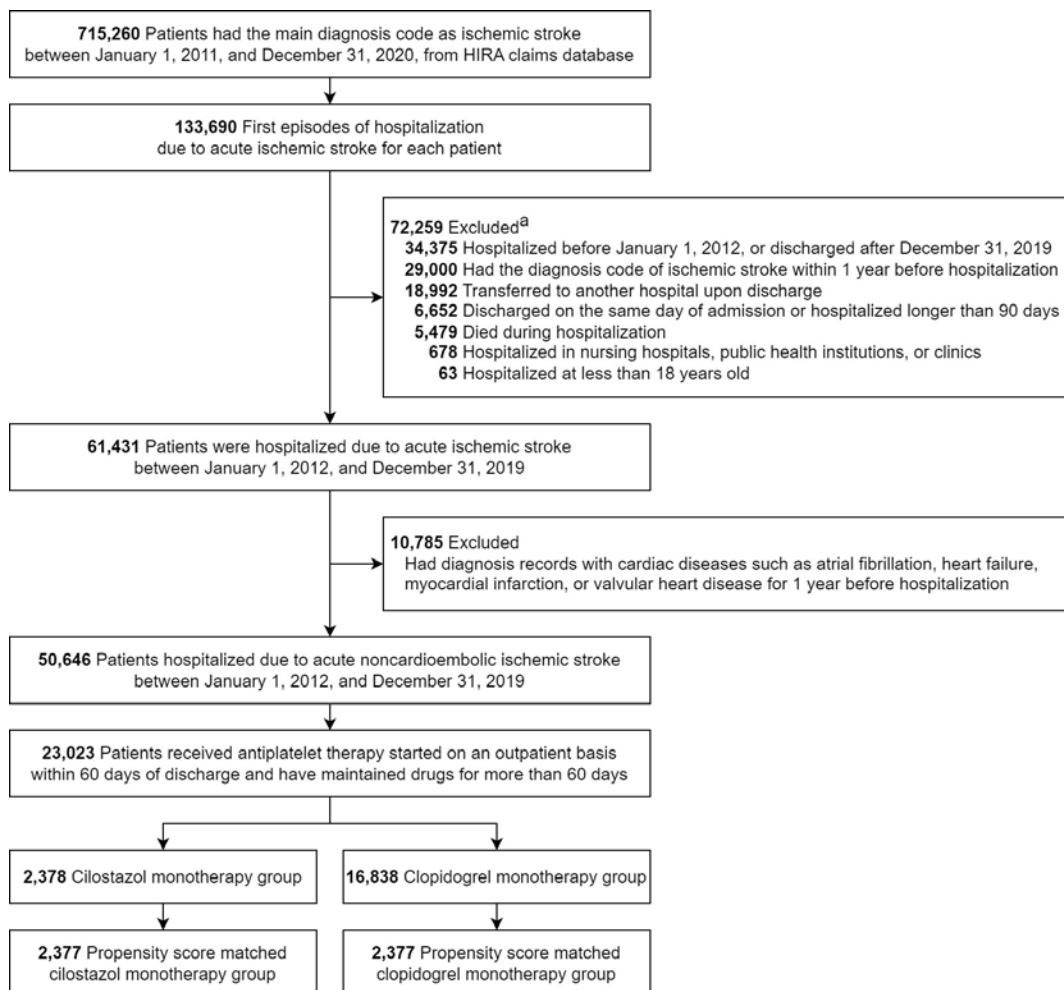 715,260 Patients had the main diagnosis code as ischemic stroke
between January 1, 2011, and December 31, 2020, from HIRA claims database
133,690 First episodes of hospitalization
due to acute ischemic stroke for each patient
72,259 Excludedª
34,375 Hospitalized before January 1, 2012, or discharged after December 31, 2019
29,000 Had the diagnosis code of ischemic stroke within 1 year before hospitalization
18,992 Transferred to another hospital upon discharge
6,652 Discharged on the same day of admission or hospitalized longer than 90 days
5,479 Died during hospitalization
678 Hospitalized in nursing hospitals, public health institutions, or clinics
63 Hospitalized at less than 18 years old
61,431 Patients were hospitalized due to acute ischemic stroke
between January 1, 2012, and December 31, 2019
10,785 Excluded
Had diagnosis records with cardiac diseases such as atrial fibrillation, heart failure,
myocardial infarction, or valvular heart disease for 1 year before hospitalization
50,646 Patients hospitalized due to acute noncardioembolic ischemic stroke
between January 1, 2012, and December 31, 2019
23,023 Patients received antiplatelet therapy started on an outpatient basis
within 60 days of discharge and have maintained drugs for more than 60 days
2,378 Cilostazol monotherapy group
16,838 Clopidogrel monotherapy group
2,377 Propensity score matched
cilostazol monotherapy group
2,377 Propensity score matched
clopidogrel monotherapy group